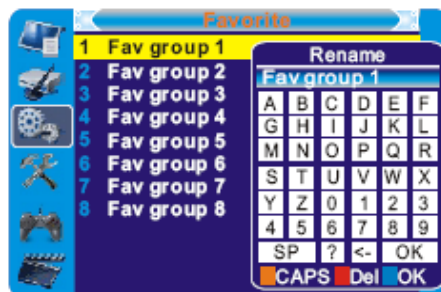 Favorite
1 Fav group 1
2 Fav group 2
3 Fav group 3
4 Fav group 4
5 Fav group 5
6 Fav group 6
7 Fav group 7
8 Fav group 8
Rename
Fav group 1
A B C D E F
G H I J K L
M N O P Q R
S T U V W X
Y Z 0 1 2 3
4 5 6 7 8 9
SP ? <- OK
CAPS Del OK